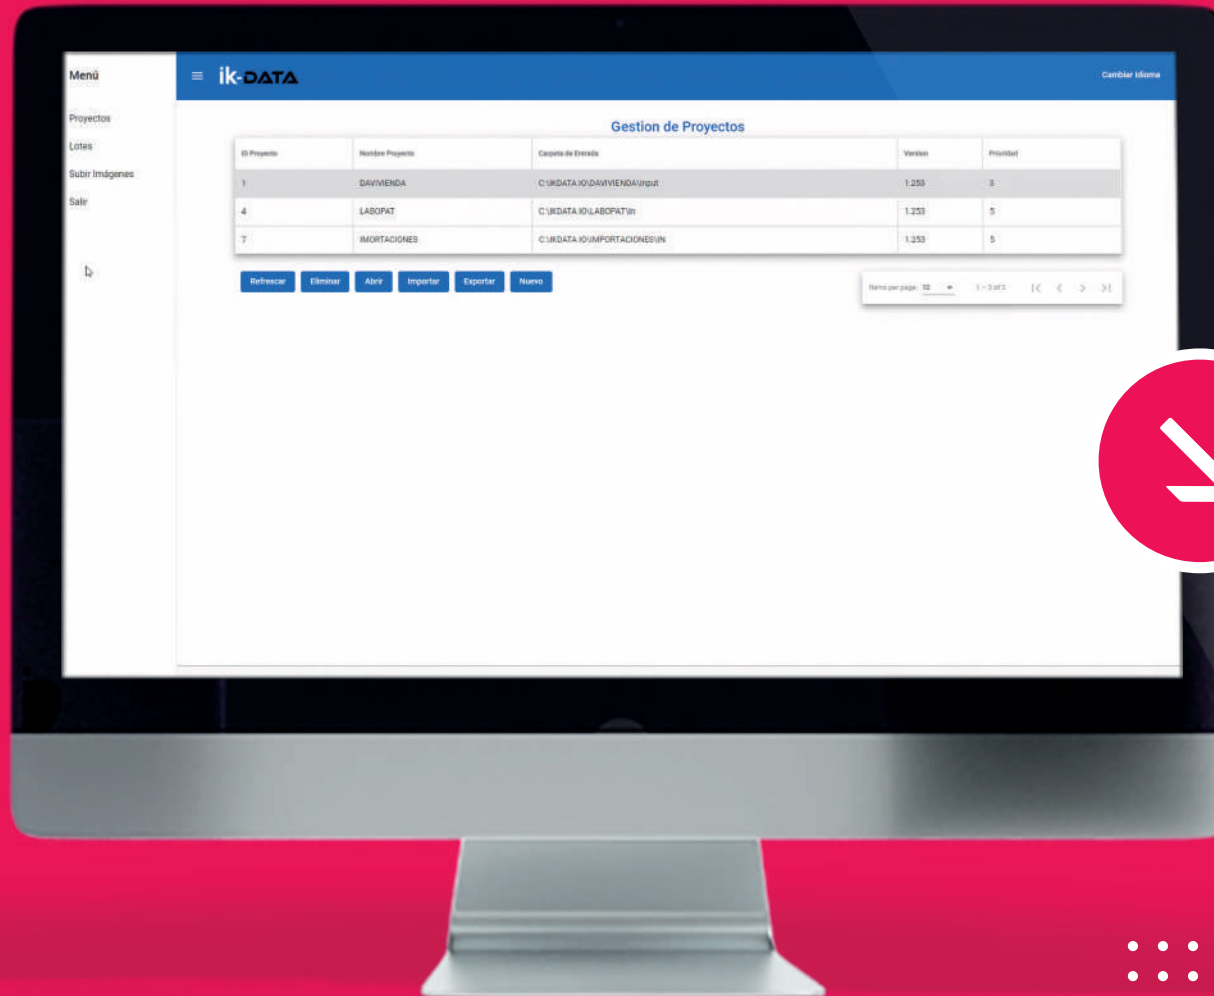 Menú
ik-DATA
Cambiar Idioma
Proyectos
Lotes
Subir Imágenes
Salir
Gestion de Proyectos
ID Proyecto Nombre Proyecto Carpeta de Entrada Version Prioridad
1 DAVIVIENDA C:\IKDATA.IO\DAVIVIENDA\input 1.253
4 LABOPAT C:\IKDATA.IO\LABOPAT\in 1.253 5
7 IMORTACIONES C:\IKDATA.IO\IMPORTACIONES\IN 1.253 5
Refrescar Eliminar Abrir Importar Exportar Nuevo
Items per page: 10 1 – 3 of 3